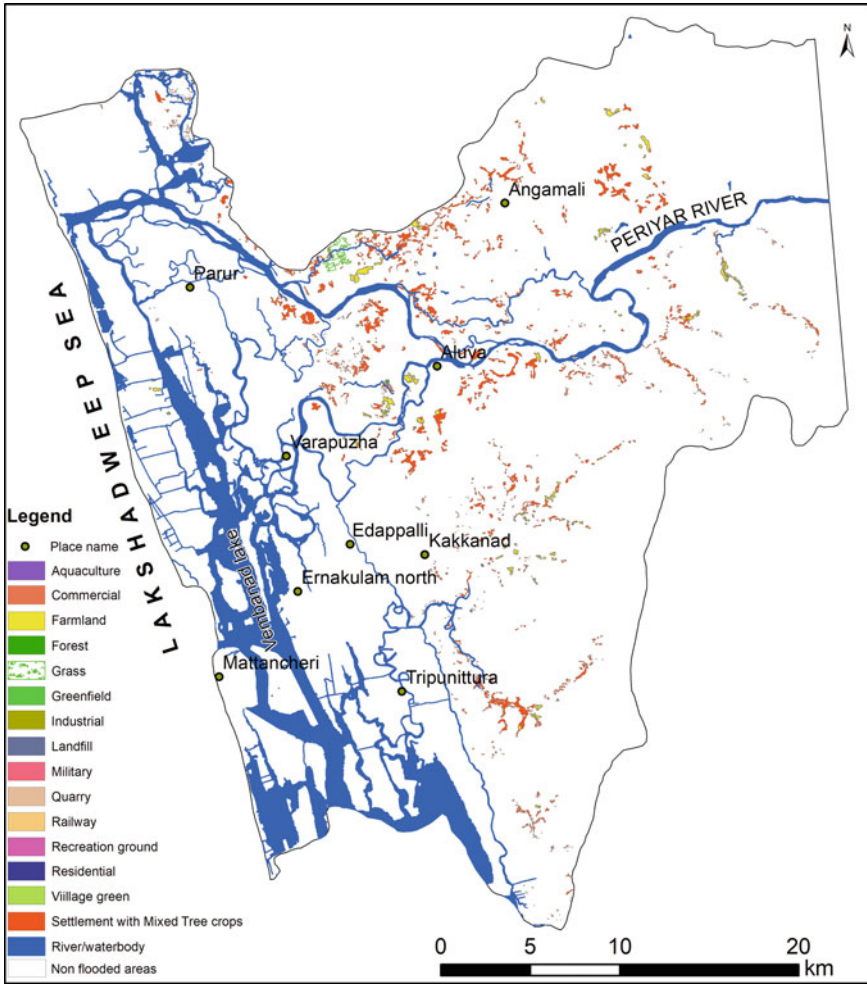 N
Angamali
PERIYAR RIVER
Parur
LAKSHADWEEP SEA
Aluva
Varapuzha
Legend
Place name
Aquaculture
Commercial
Farmland
Forest
Grass
Greenfield
Industrial
Landfill
Military
Quarry
Railway
Recreation ground
Residential
Viillage green
Settlement with Mixed Tree crops
River/waterbody
Non flooded areas
Edappalli
Kakkanad
Ernakulam north
Vembanad lake
Mattancheri
Tripunittura
0 5 10 20
km